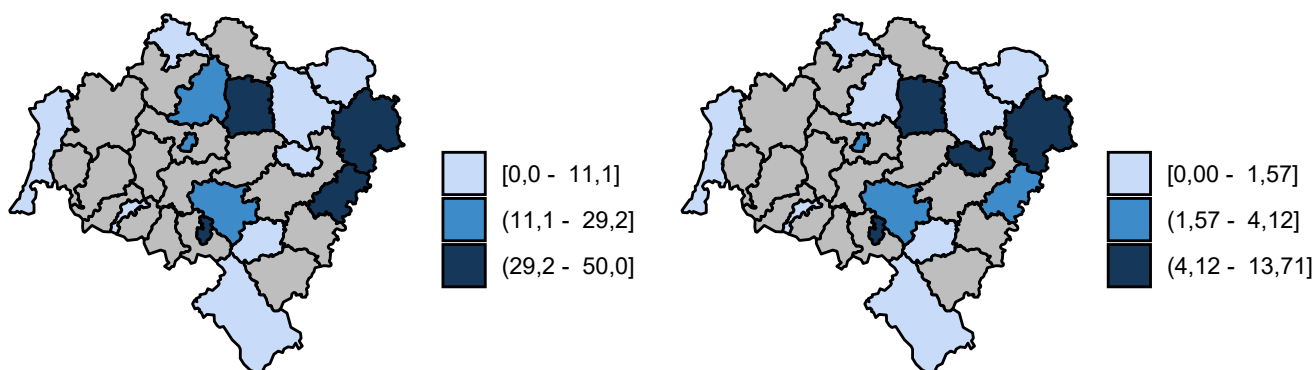 [0,0 - 11,1]
(11,1 - 29,2]
(29,2 - 50,0]
[0,00 - 1,57]
(1,57 - 4,12]
(4,12 - 13,71]